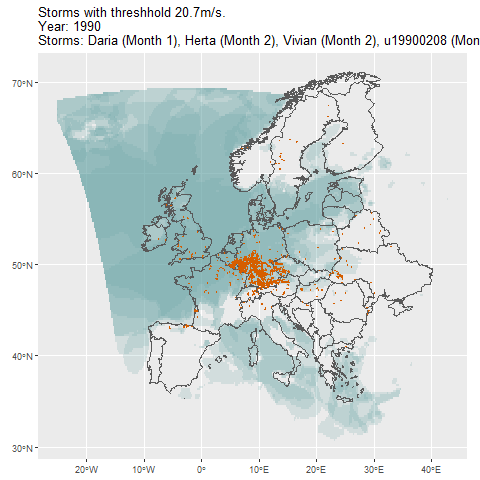 Storms with threshhold 20.7m/s.
Year: 1990
Storms: Daria (Month 1), Herta (Month 2), Vivian (Month 2), u19900208 (Mon
70°N
60°N
50°N
40°N
30°N
20°W 10°W 0° 10°E 20°E 30°E 40°E